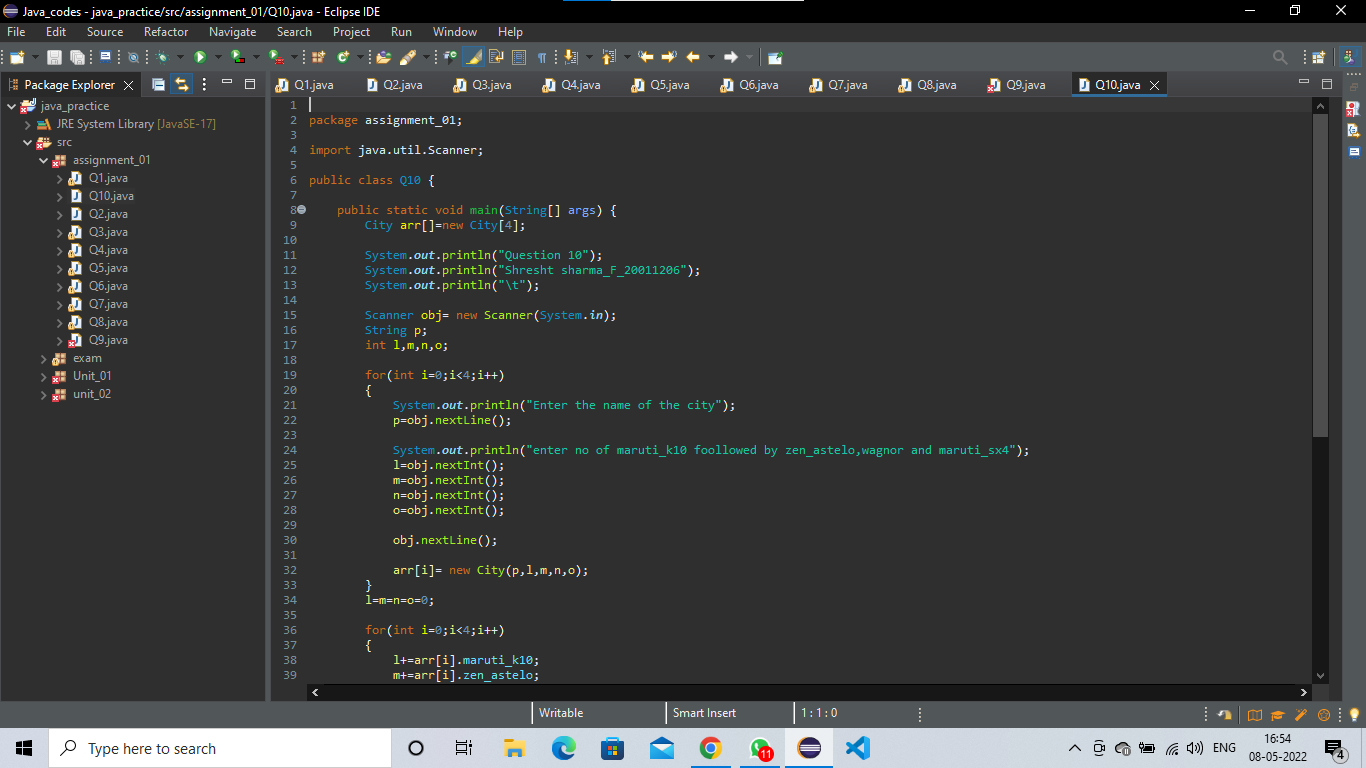 Java_codes - java_practice/src/assignment_01/Q10.java - Eclipse IDE
File Edit Source Refactor Navigate Search Project Run Window Help
Package Explorer
java_practice
JRE System Library [JavaSE-17]
src
assignment_01
Q1.java
Q10.java
Q2.java
Q3.java
Q4.java
Q5.java
Q6.java
Q7.java
Q8.java
Q9.java
exam
Unit_01
unit_02
Q1.java Q2.java Q3.java Q4.java Q5.java Q6.java Q7.java Q8.java Q9.java Q10.java
1
2 package assignment_01;
3
4 import java.util.Scanner;
5
6 public class Q10 {
7
8 public static void main(String[] args) {
9 City arr[]=new City[4];
10
11 System.out.println("Question 10");
12 System.out.println("Shresht sharma_F_20011206");
13 System.out.println("\t");
14
15 Scanner obj= new Scanner(System.in);
16 String p;
17 int l,m,n,o;
18
19 for(int i=0;i<4;i++)
20 {
21 System.out.println("Enter the name of the city");
22 p=obj.nextLine();
23
24 System.out.println("enter no of maruti_k10 foollowed by zen_astelo,wagnor and maruti_sx4");
25 l=obj.nextInt();
26 m=obj.nextInt();
27 n=obj.nextInt();
28 o=obj.nextInt();
29
30 obj.nextLine();
31
32 arr[i]= new City(p,l,m,n,o);
33 }
34 l=m=n=o=0;
35
36 for(int i=0;i<4;i++)
37 {
38 l+=arr[i].maruti_k10;
39 m+=arr[i].zen_astelo;
Writable Smart Insert 1 : 1 : 0
Type here to search
11
ENG
16:54
08-05-2022
4